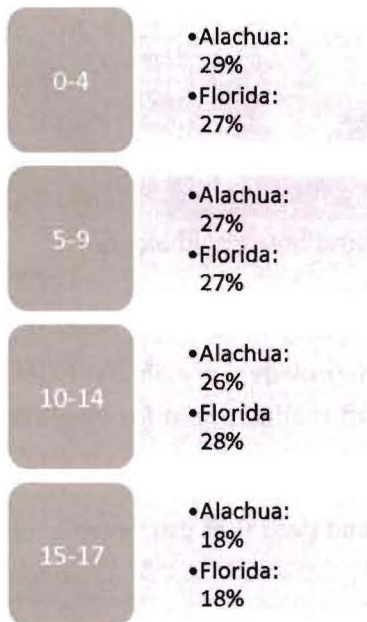 0-4
•Alachua:
29%
•Florida:
27%
5-9
•Alachua:
27%
•Florida:
27%
10-14
•Alachua:
26%
•Florida
28%
15-17
•Alachua:
18%
•Florida:
18%